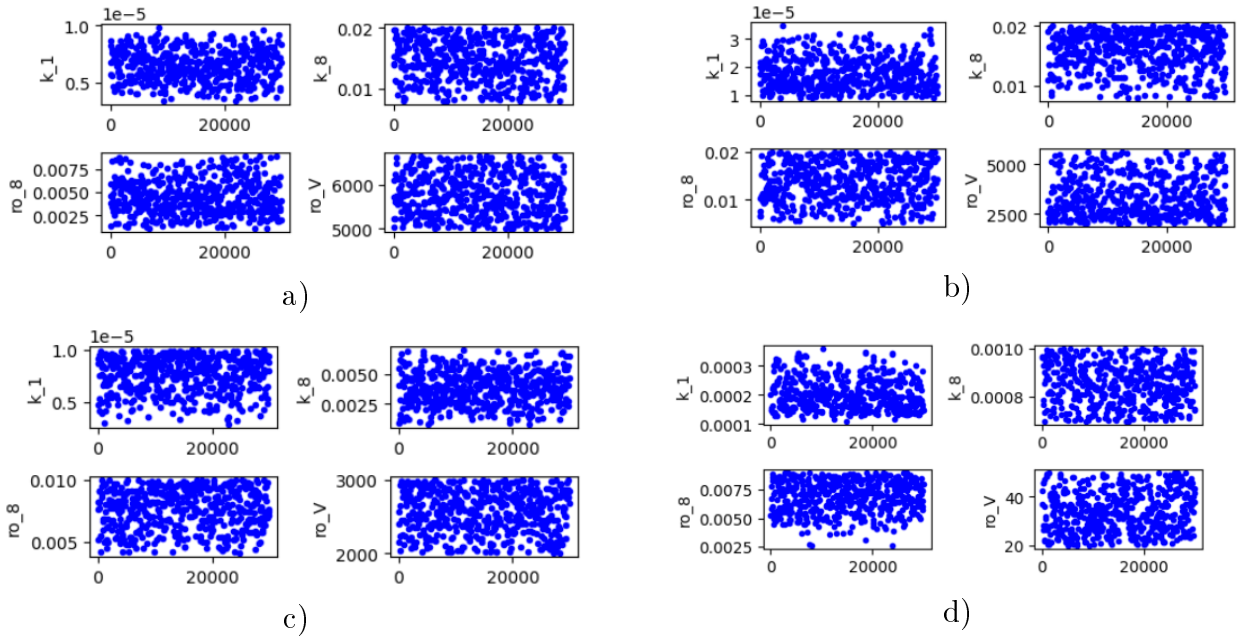 1e−5
1.0
0.5
k_1
0 20000
0.02
0.01
k_8
0 20000
0.0075
0.0050
0.0025
ro_8
0 20000
6000
5000
ro_V
0 20000
a)
1e−5
3
2
1
k_1
0 20000
0.02
0.01
k_8
0 20000
0.02
0.01
ro_8
0 20000
5000
2500
ro_V
0 20000
b)
1e−5
1.0
0.5
k_1
0 20000
0.0050
0.0025
k_8
0 20000
0.010
0.005
ro_8
0 20000
3000
2000
ro_V
0 20000
c)
0.0003
0.0002
0.0001
k_1
0 20000
0.0010
0.0008
k_8
0 20000
0.0075
0.0050
0.0025
ro_8
0 20000
40
20
ro_V
0 20000
d)